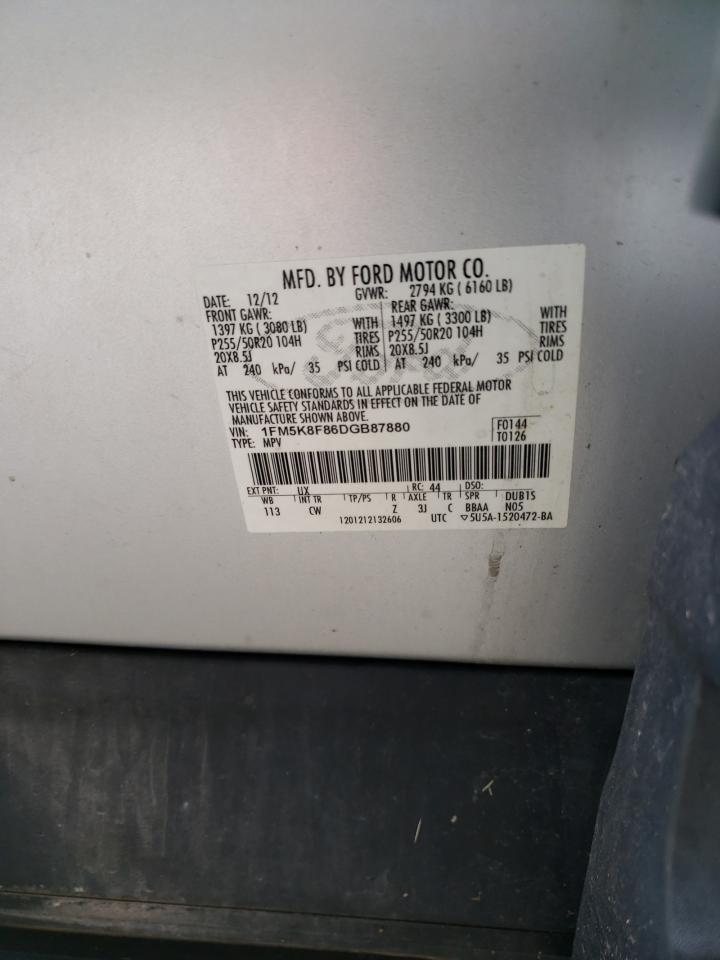 MFD. BY FORD MOTOR CO.
DATE: 12/12 GVWR: 2794 KG ( 6160 LB)
FRONT GAWR: REAR GAWR:
1397 KG ( 3080 LB) WITH 1497 KG ( 3300 LB) WITH
P255/50R20 104H TIRES P255/50R20 104H TIRES
20X8.5J RIMS 20X8.5J RIMS
AT 240 kPa/ 35 PSI COLD AT 240 kPa/ 35 PSI COLD
Ford
THIS VEHICLE CONFORMS TO ALL APPLICABLE FEDERAL MOTOR
VEHICLE SAFETY STANDARDS IN EFFECT ON THE DATE OF
MANUFACTURE SHOWN ABOVE.
VIN: 1FM5K8F86DGB87880 F0144
TYPE: MPV T0126
EXT PNT: UX RC: 44 DSO:
WB INT TR TP/PS R AXLE TR SPR DUB1S
113 CW Z 3J C BBAA N05
1201212132606 UTC ▽5U5A-1520472-BA